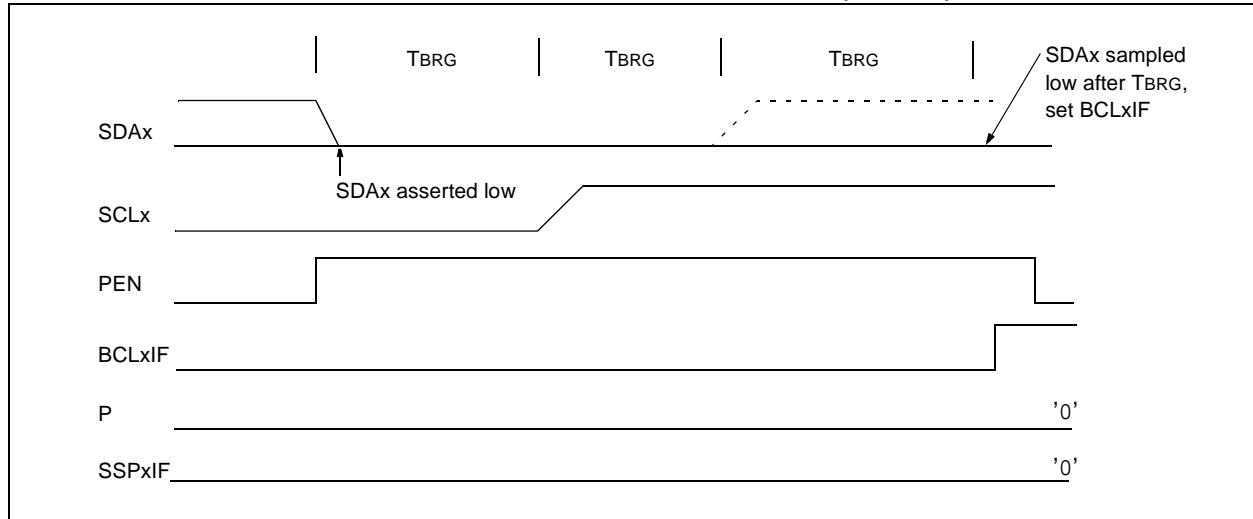 TBRG TBRG TBRG
SDAx sampled
low after TBRG,
set BCLxIF
SDAx
SDAx asserted low
SCLx
PEN
BCLxIF
P '0'
SSPxIF '0'